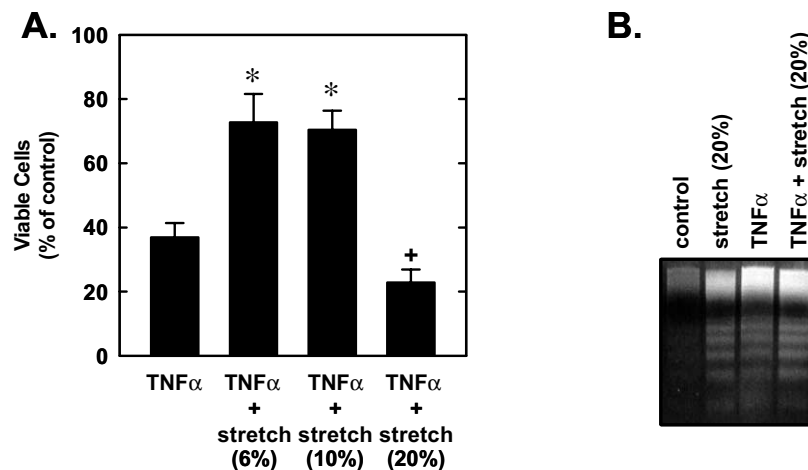 A.
100
80
60
40
20
0
Viable Cells
(% of control)
*
*
+
TNFα
TNFα
+
stretch
(6%)
TNFα
+
stretch
(10%)
TNFα
+
stretch
(20%)
B.
control
stretch (20%)
TNFα
TNFα + stretch (20%)